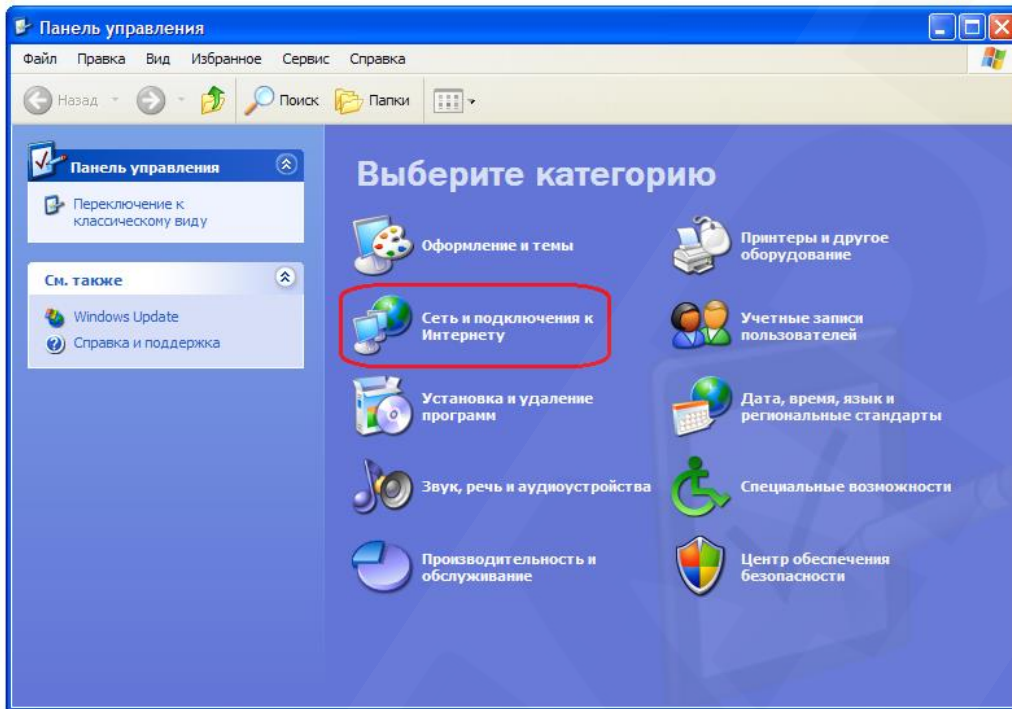 Панель управления
Файл Правка Вид Избранное Сервис Справка
Назад Поиск Папки
Панель управления
Переключение к
классическому виду
См. также
Windows Update
Справка и поддержка
Выберите категорию
Оформление и темы
Принтеры и другое
оборудование
Сеть и подключения к
Интернету
Учетные записи
пользователей
Установка и удаление
программ
Дата, время, язык и
региональные стандарты
Звук, речь и аудиоустройства
Специальные возможности
Производительность и
обслуживание
Центр обеспечения
безопасности